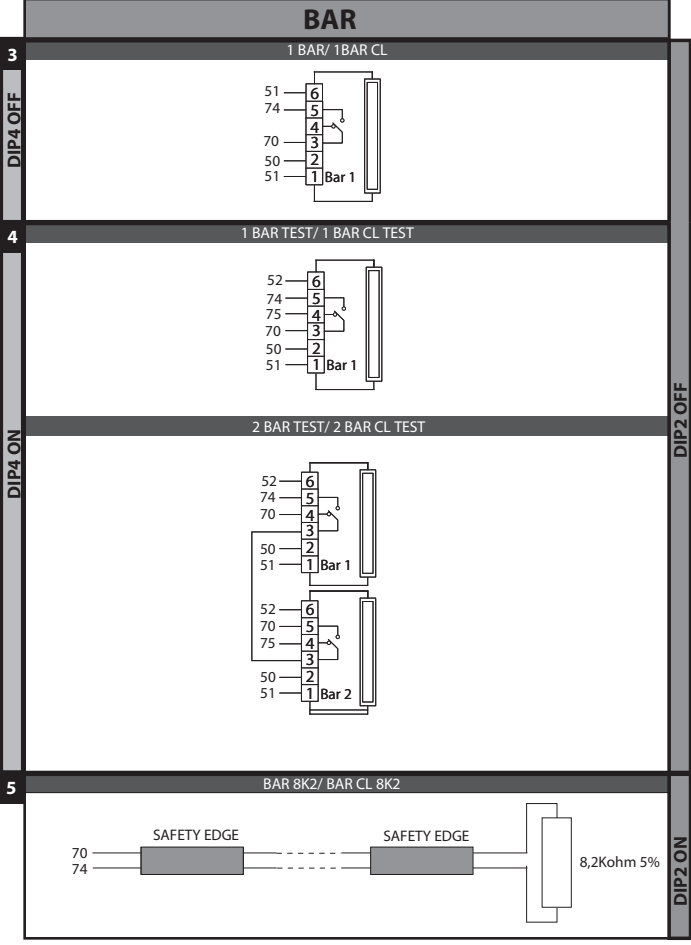 BAR
3
1 BAR/ 1BAR CL
DIP4 OFF
51 6
74 5
4
70 3
50 2
51 1 Bar 1
4
1 BAR TEST/ 1 BAR CL TEST
DIP4 ON
DIP2 OFF
52 6
74 5
75 4
70 3
50 2
51 1 Bar 1
2 BAR TEST/ 2 BAR CL TEST
52 6
74 5
70 4
3
50 2
51 1 Bar 1
52 6
70 5
75 4
3
50 2
51 1 Bar 2
5
BAR 8K2/ BAR CL 8K2
DIP2 ON
SAFETY EDGE SAFETY EDGE
70
74
8,2Kohm 5%